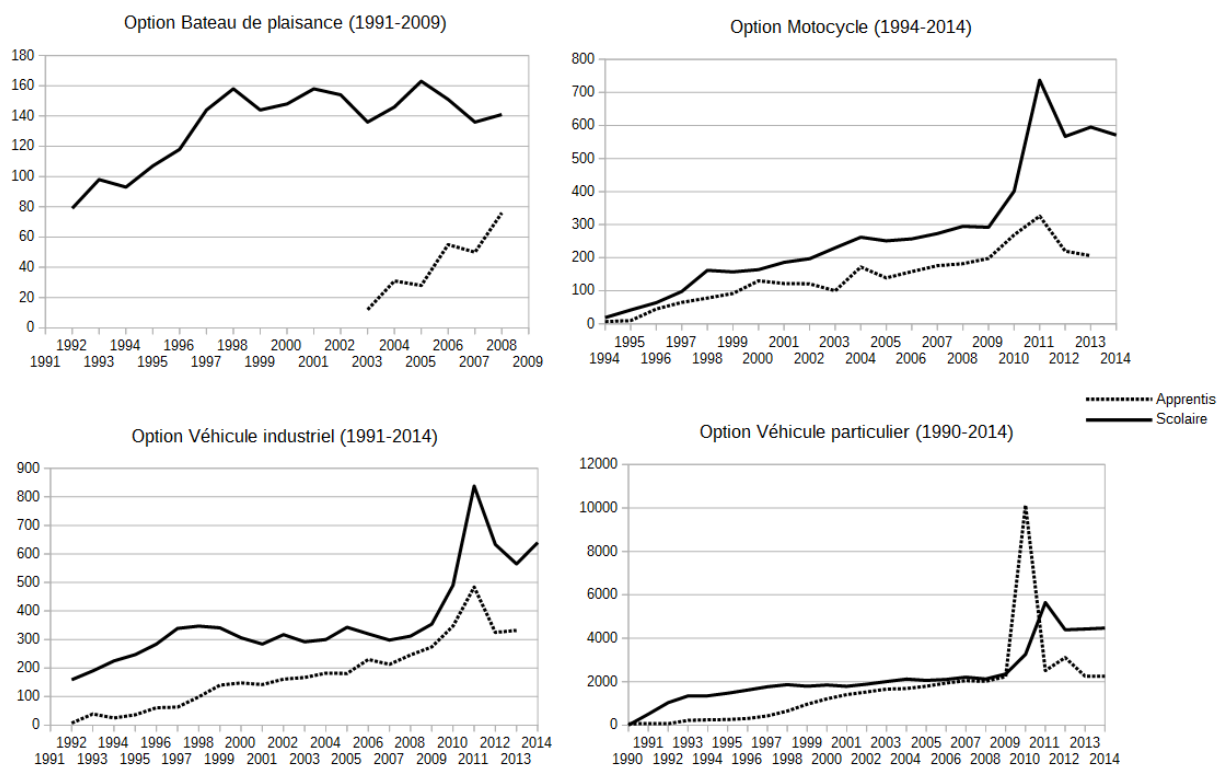 Option Bateau de plaisance (1991-2009)
180
160
140
120
100
80
60
40
20
0
1992 1994 1996 1998 2000 2002 2004 2006 2008
1991 1993 1995 1997 1999 2001 2003 2005 2007 2009
Option Motocycle (1994-2014)
800
700
600
500
400
300
200
100
0
1995 1997 1999 2001 2003 2005 2007 2009 2011 2013
1994 1996 1998 2000 2002 2004 2006 2008 2010 2012 2014
Apprentis
Scolaire
Option Véhicule industriel (1991-2014)
900
800
700
600
500
400
300
200
100
0
1992 1994 1996 1998 2000 2002 2004 2006 2008 2010 2012 2014
1991 1993 1995 1997 1999 2001 2003 2005 2007 2009 2011 2013
Option Véhicule particulier (1990-2014)
12000
10000
8000
6000
4000
2000
0
1991 1993 1995 1997 1999 2001 2003 2005 2007 2009 2011 2013
1990 1992 1994 1996 1998 2000 2002 2004 2006 2008 2010 2012 2014